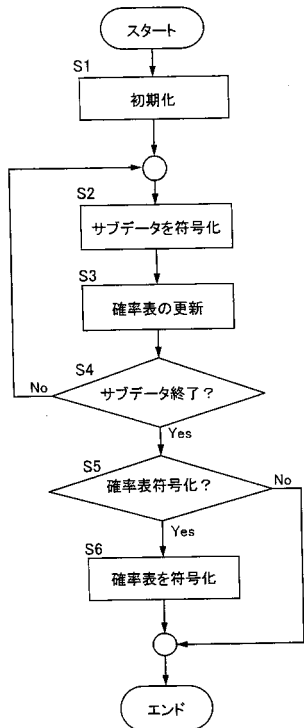 スタート
S1
初期化
S2
サブデータを符号化
S3
確率表の更新
S4
サブデータ終了？
No
Yes
S5
確率表符号化？
No
Yes
S6
確率表を符号化
エンド